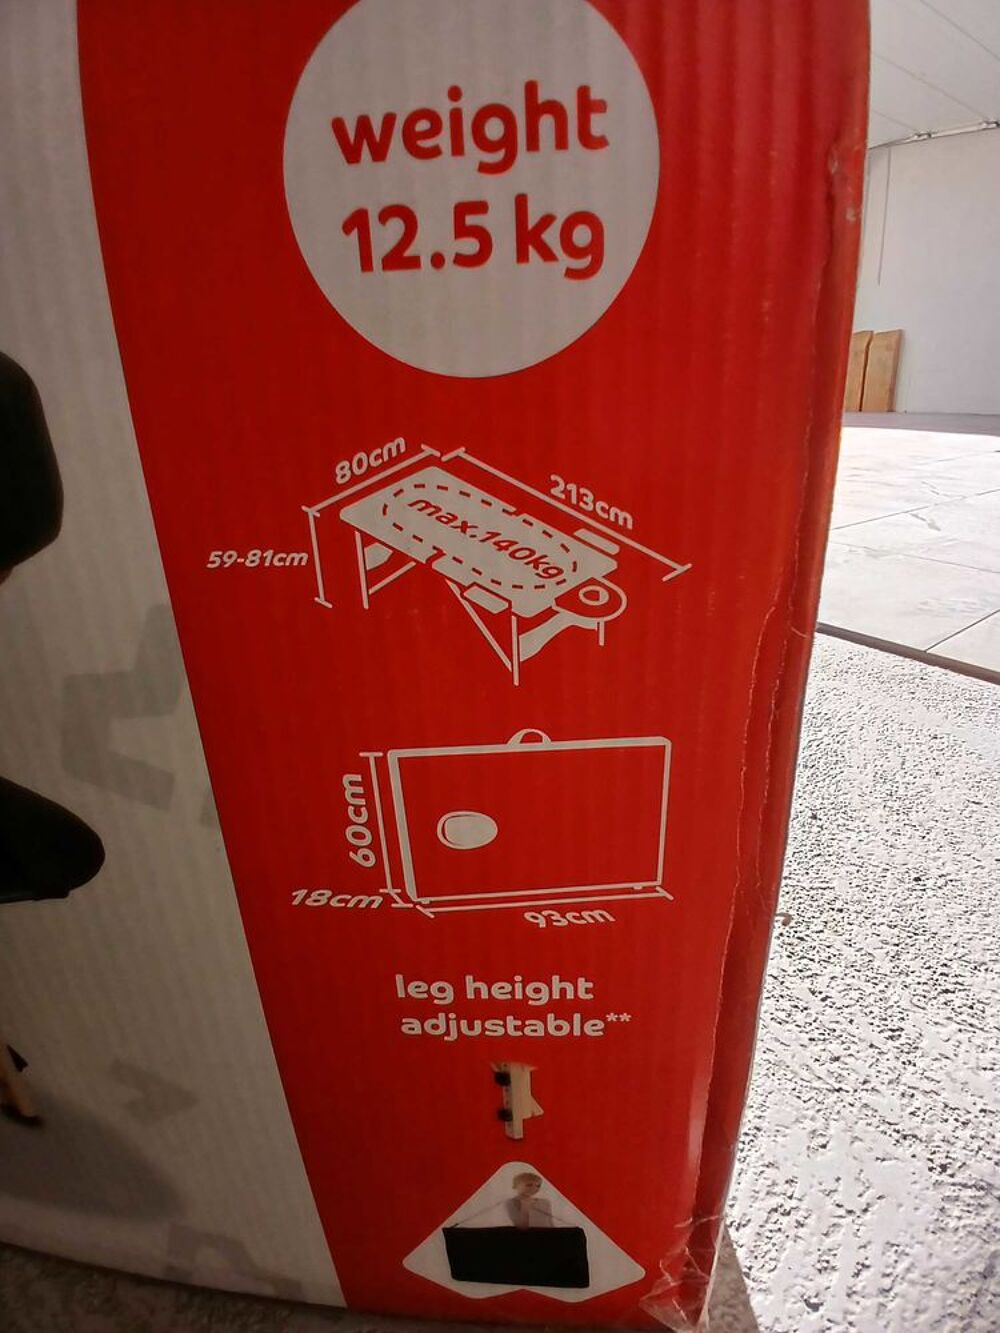 weight
12.5 kg
80cm
213cm
max.140kg
59-81cm
60cm
18cm
93cm
leg height
adjustable**